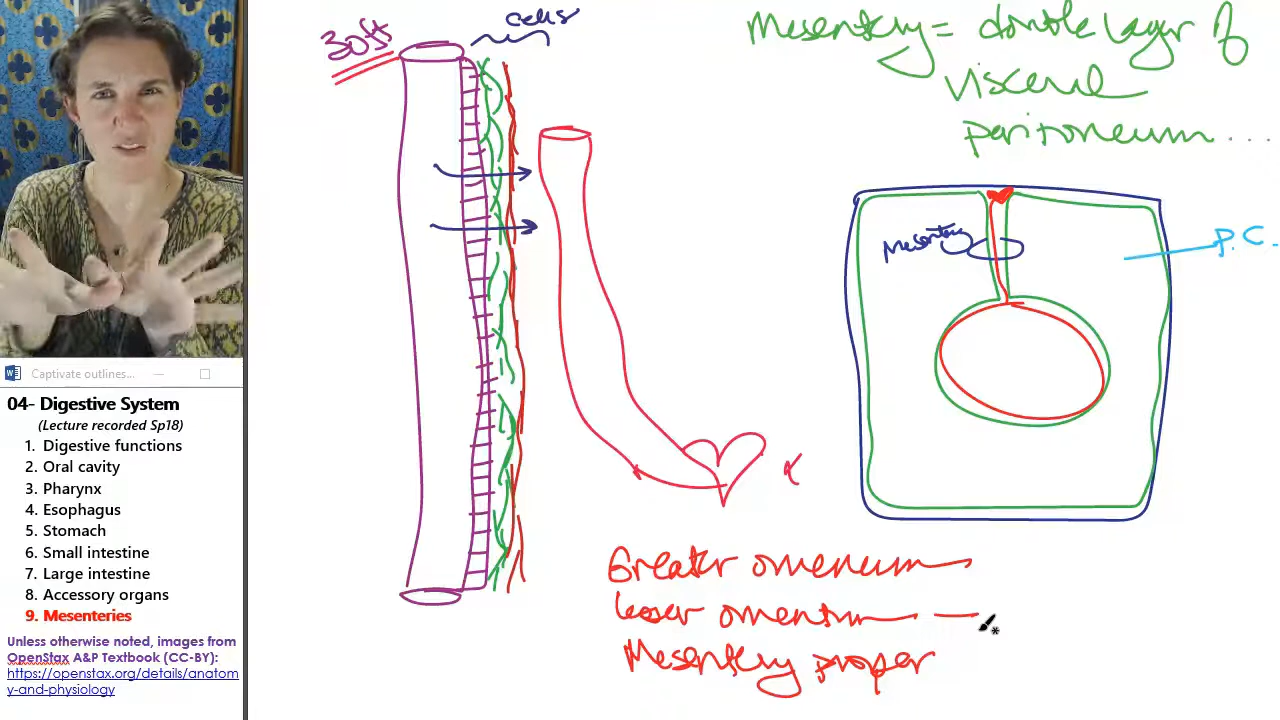 30ft
cells
Mesentery = double layer of
visceral
peritoneum ....
mesentery
P.C.
Greater omenum
lesser omentum —
Mesentery proper
Captivate outlines...
04- Digestive System
(Lecture recorded Sp18)
1. Digestive functions
2. Oral cavity
3. Pharynx
4. Esophagus
5. Stomach
6. Small intestine
7. Large intestine
8. Accessory organs
9. Mesenteries
Unless otherwise noted, images from
OpenStax A&P Textbook (CC-BY):
https://openstax.org/details/anatom
y-and-physiology